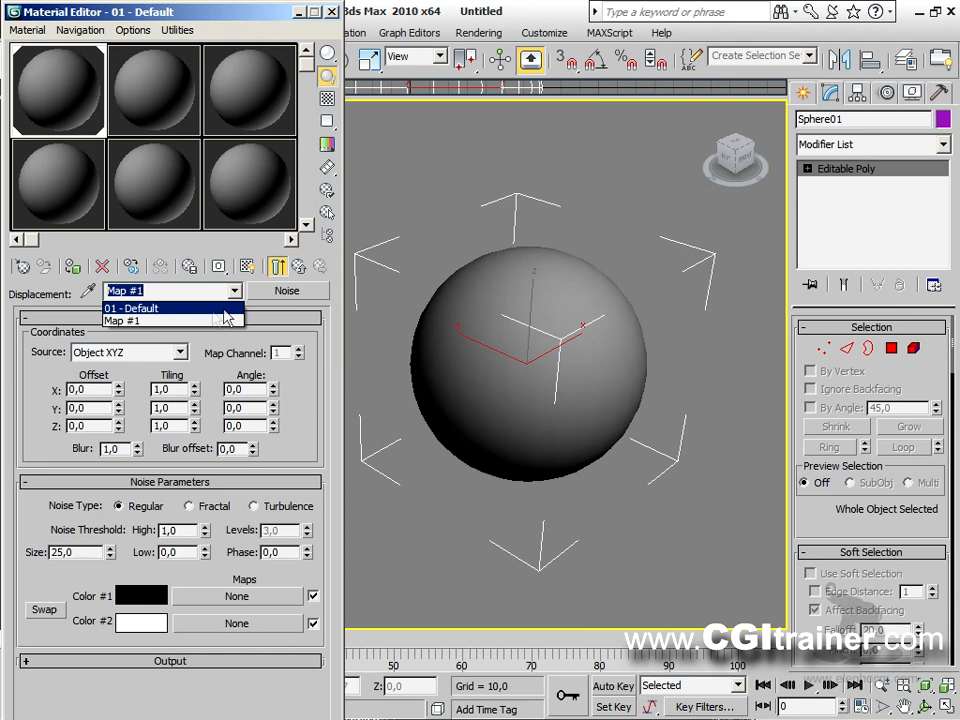 Material Editor - 01 - Default
3ds Max 2010 x64 Untitled
Type a keyword or phrase
Material Navigation Options Utilities
ation Graph Editors Rendering Customize MAXScript Help
View
3
ABC
Create Selection Se
Sphere01
Modifier List
Editable Poly
Displacement: Map #1 Noise
01 - Default
Map #1
Coordinates
Source: Object XYZ Map Channel: 1
Offset Tiling Angle:
X: 0,0 1,0 0,0
Y: 0,0 1,0 0,0
Z: 0,0 1,0 0,0
Blur: 1,0 Blur offset: 0,0
Noise Parameters
Noise Type: Regular Fractal Turbulence
Noise Threshold: High: 1,0 Levels: 3,0
Size: 25,0 Low: 0,0 Phase: 0,0
Maps
Color #1 None
Swap
Color #2 None
Output
z
x
Selection
By Vertex
Ignore Backfacing
By Angle: 45,0
Shrink Grow
Ring Loop
Preview Selection
Off SubObj Multi
Whole Object Selected
Soft Selection
Use Soft Selection
Edge Distance: 1
Affect Backfacing
Falloff: 20,0
www.CGItrainer.com
50 60 70 80 90 100
Z: 0,0 Grid = 10,0 Auto Key Selected
Add Time Tag Set Key Key Filters... 0